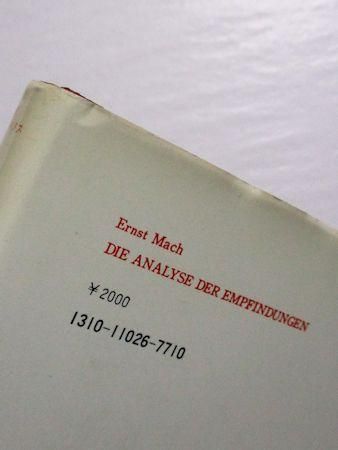 Ernst Mach
DIE ANALYSE DER EMPFINDUNGEN
￥2000
1310-11026-7710